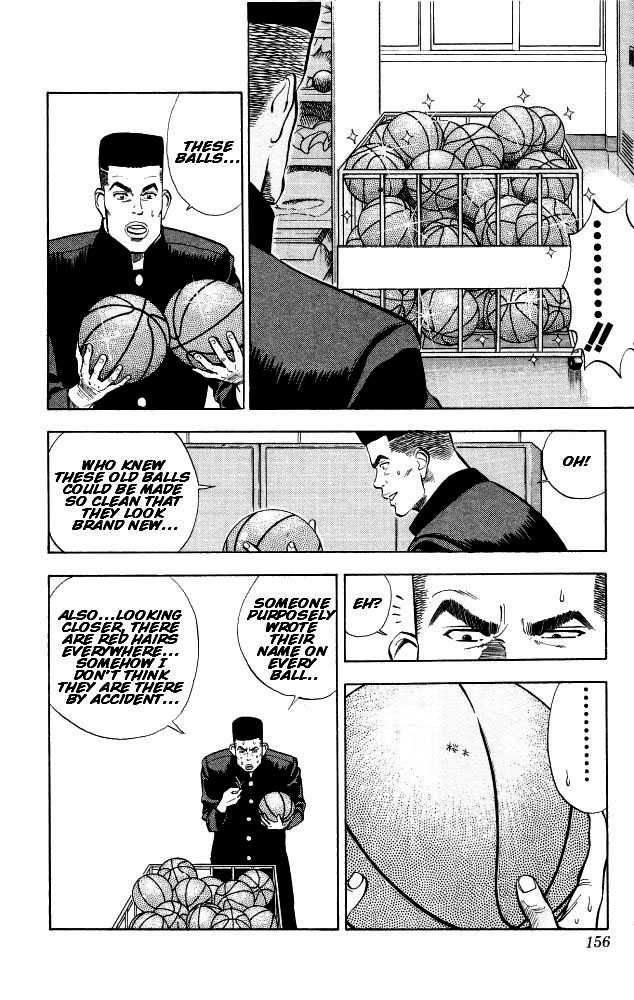 ........!!
THESE
BALLS...
OH!
WHO KNEW
THESE OLD BALLS
COULD BE MADE
SO CLEAN THAT
THEY LOOK
BRAND NEW...
EH?
桜木
..........
SOMEONE
PURPOSELY
WROTE
THEIR
NAME ON
EVERY
BALL..
ALSO...LOOKING
CLOSER, THERE
ARE RED HAIRS
EVERYWHERE...
SOMEHOW I
DON'T THINK
THEY ARE THERE
BY ACCIDENT...
156